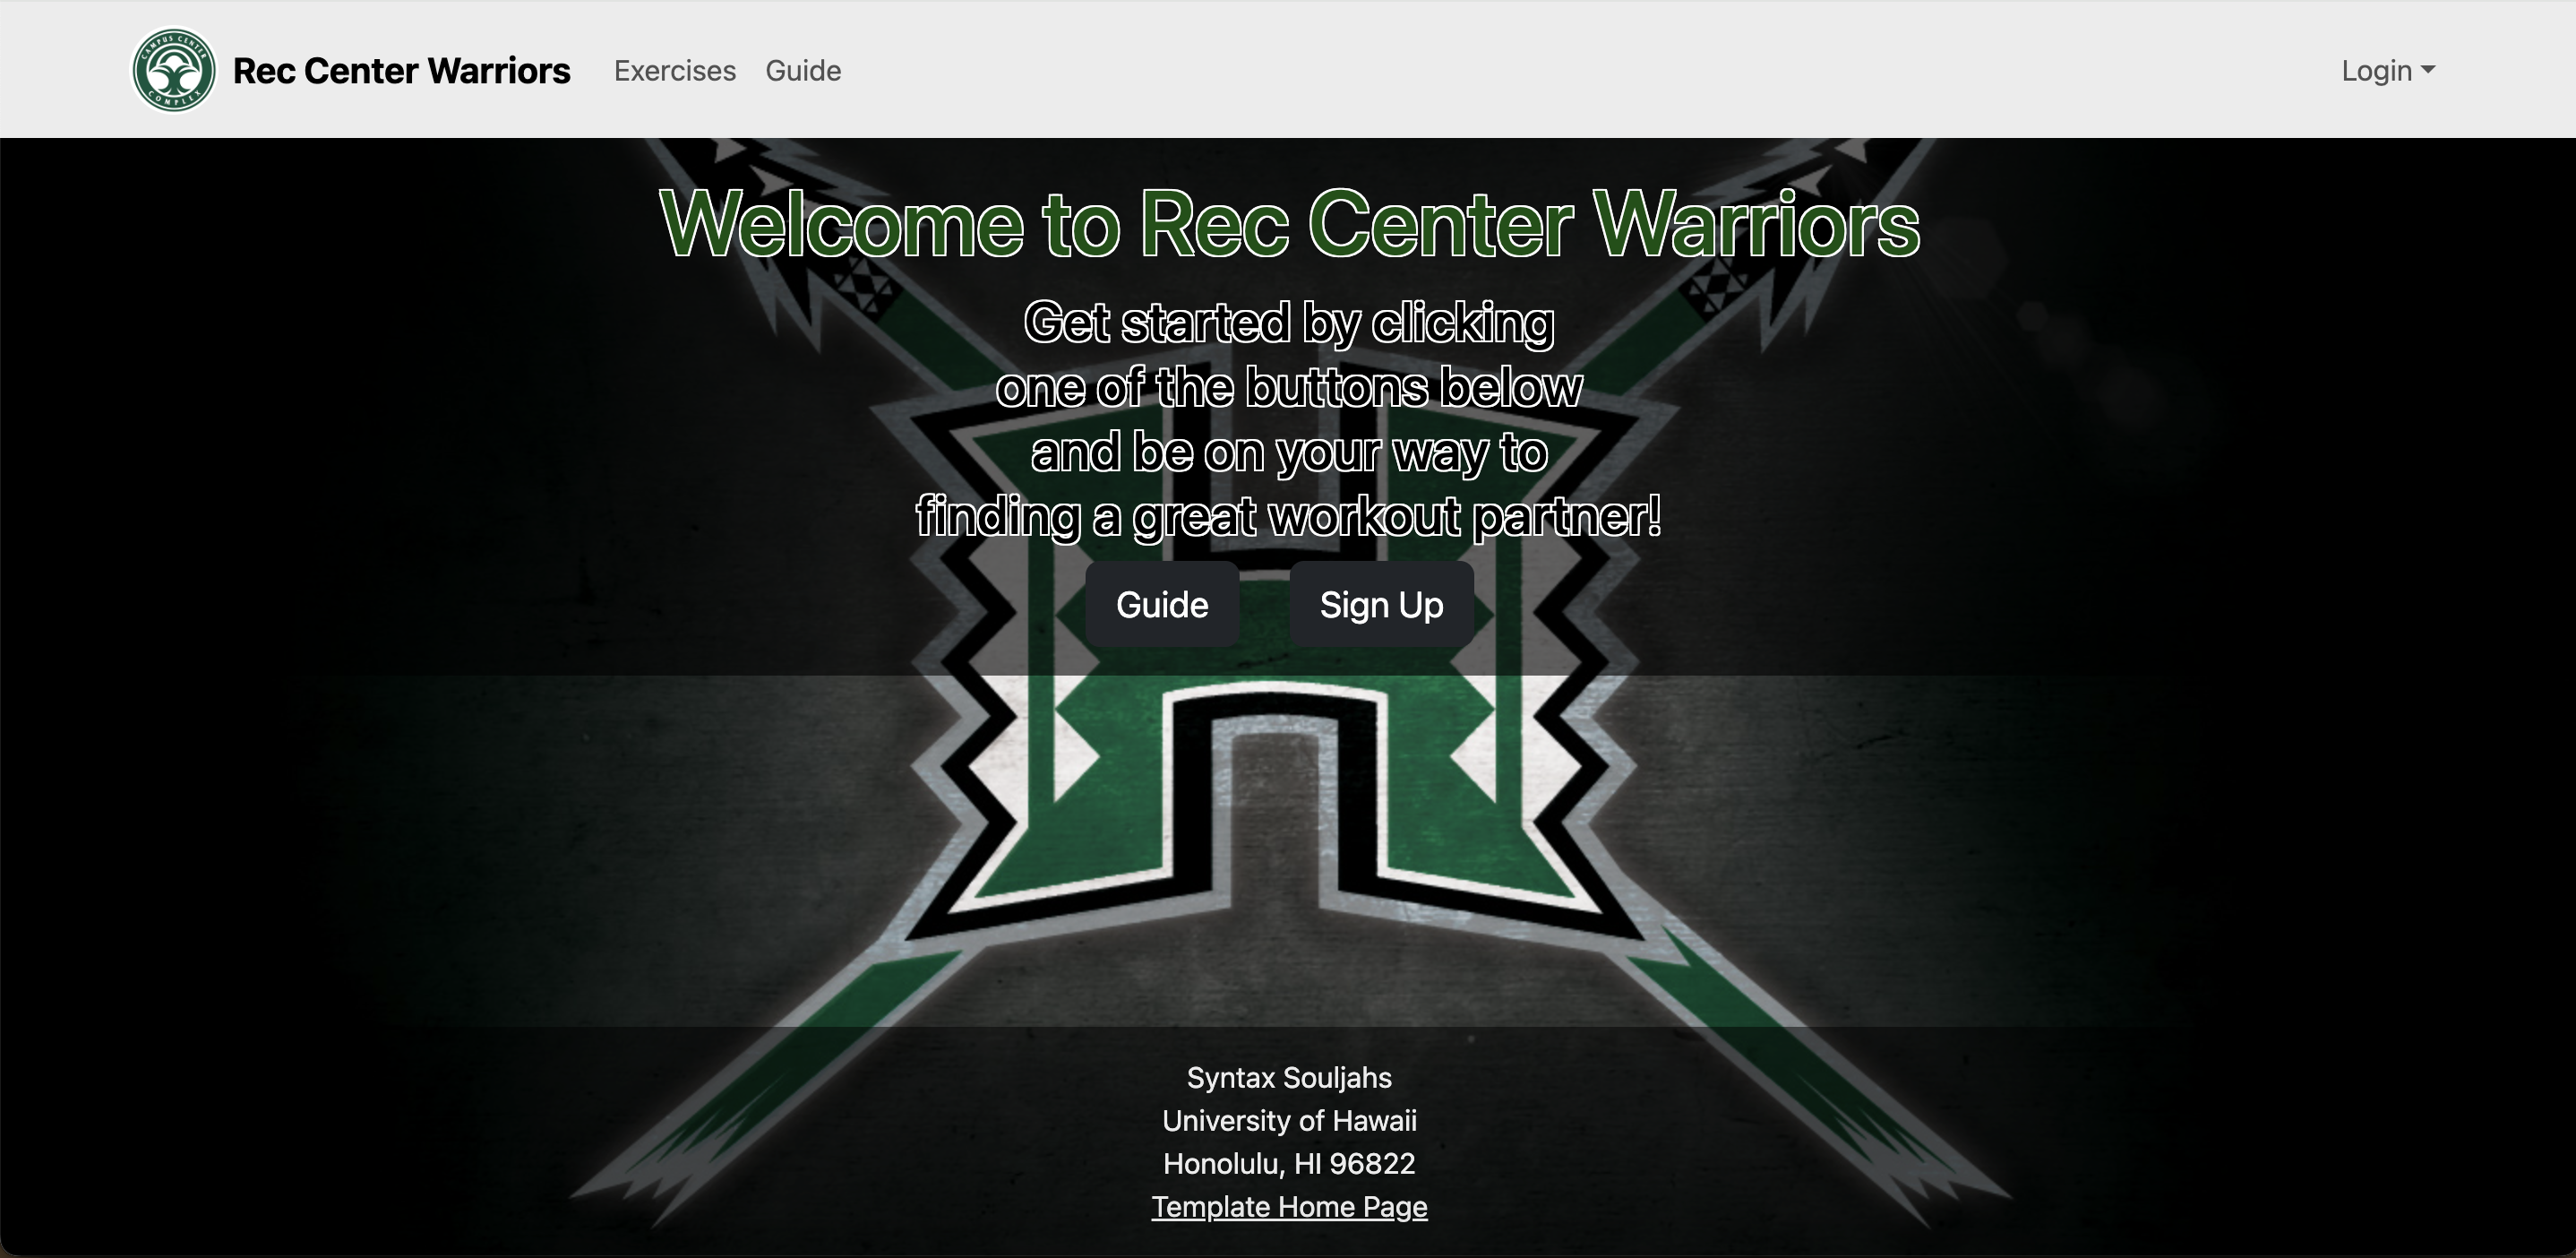 CAMPUS CENTER
COMPLEX
Rec Center Warriors
Exercises
Guide
Login
Welcome to Rec Center Warriors
Get started by clicking
one of the buttons below
and be on your way to
finding a great workout partner!
Guide
Sign Up
Syntax Souljahs
University of Hawaii
Honolulu, HI 96822
Template Home Page